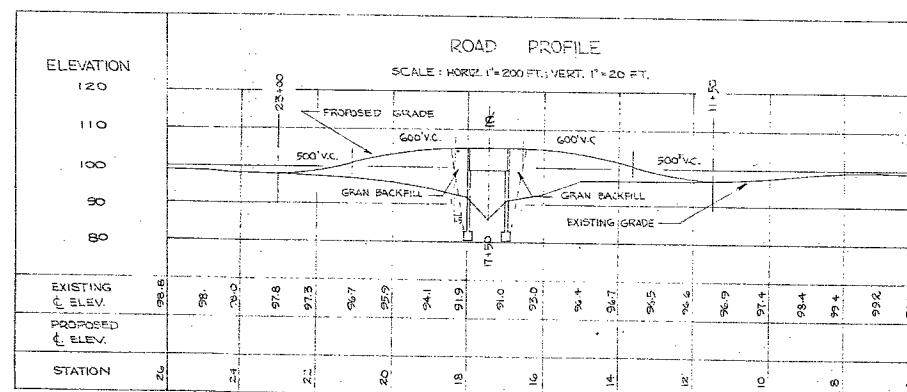 ROAD PROFILE
SCALE: HORIZ. 1"=200 FT.; VERT. 1"=20 FT.
ELEVATION
120
110
100
90
80
23+00
PROPOSED GRADE
500' V.C.
600' V.C.
℄
600' V.C.
500' V.C.
11+50
GRAN BACKFILL
GRAN BACKFILL
EXISTING GRADE
17+50
EXISTING
℄ ELEV.
98.8
98.
98.0
97.8
97.3
96.7
95.9
94.1
91.9
91.0
93.0
96.4
96.7
96.5
96.6
96.9
97.4
98.4
99.4
99.2
PROPOSED
℄ ELEV.
STATION
26
24
22
20
18
16
14
12
10
8